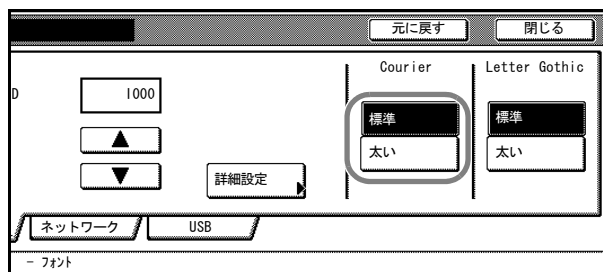 元に戻す 閉じる
Courier Letter Gothic
D 1000
標準 標準
太い 太い
詳細設定
ネットワーク USB
- フォント